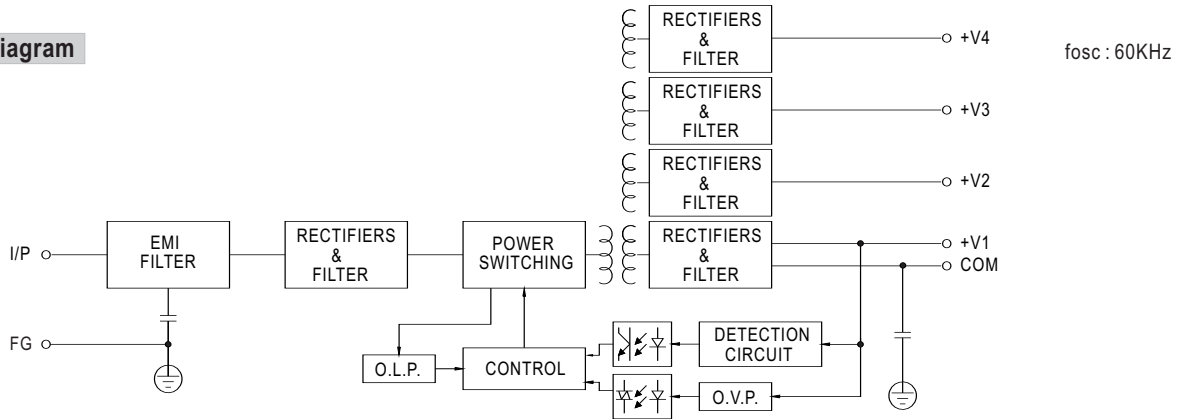 iagram
fosc : 60KHz
RECTIFIERS
&
FILTER
+V4
RECTIFIERS
&
FILTER
+V3
RECTIFIERS
&
FILTER
+V2
I/P
EMI
FILTER
RECTIFIERS
&
FILTER
POWER
SWITCHING
RECTIFIERS
&
FILTER
+V1
COM
FG
O.L.P.
CONTROL
DETECTION
CIRCUIT
O.V.P.